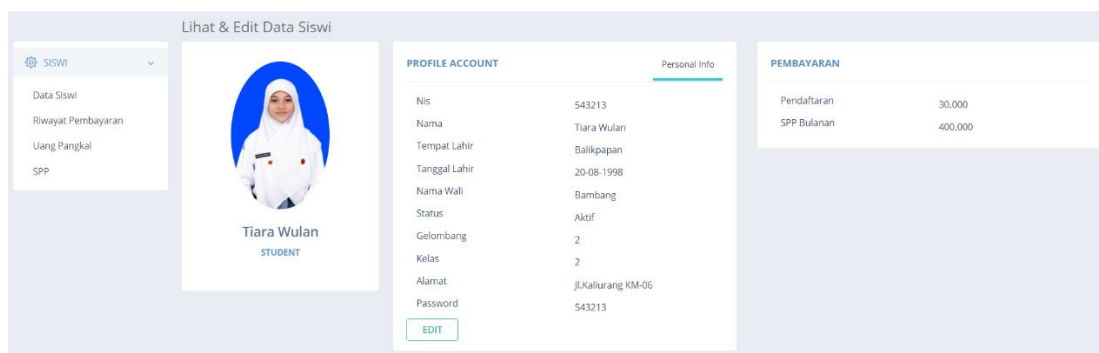 Lihat & Edit Data Siswi
SISWI
Data Siswi
Riwayat Pembayaran
Uang Pangkal
SPP
Tiara Wulan
STUDENT
PROFILE ACCOUNT
Personal Info
Nis 543213
Nama Tiara Wulan
Tempat Lahir Balikpapan
Tanggal Lahir 20-08-1998
Nama Wali Bambang
Status Aktif
Gelombang 2
Kelas 2
Alamat Jl.Kaliurang KM-06
Password 543213
EDIT
PEMBAYARAN
Pendaftaran 30.000
SPP Bulanan 400.000